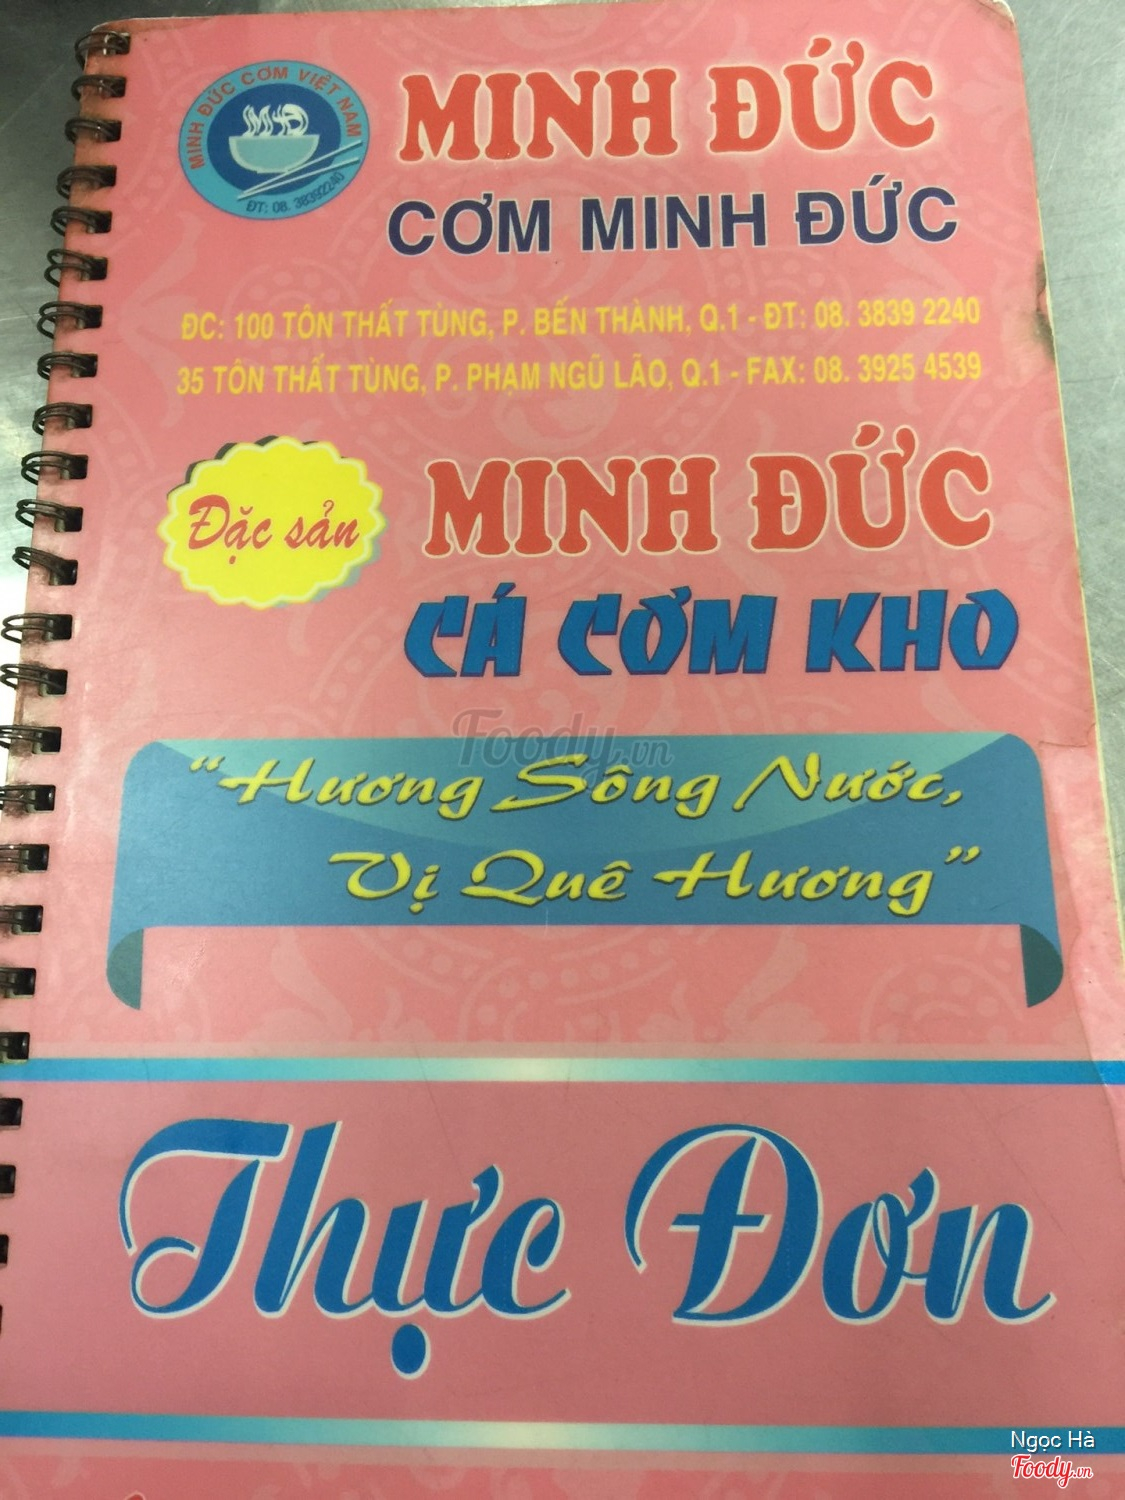 MINH ĐỨC CƠM VIỆT NAM
ĐT: 08. 38392240
MINH ĐỨC
CƠM MINH ĐỨC
ĐC: 100 TÔN THẤT TÙNG, P. BẾN THÀNH, Q.1 - ĐT: 08. 3839 2240
35 TÔN THẤT TÙNG, P. PHẠM NGŨ LÃO, Q.1 - FAX: 08. 3925 4539
Đặc sản
MINH ĐỨC
CÁ CƠM KHO
Foody.vn
“Hương Sông Nước,
Vị Quê Hương”
Thực Đơn
Ngọc Hà
Foody.vn